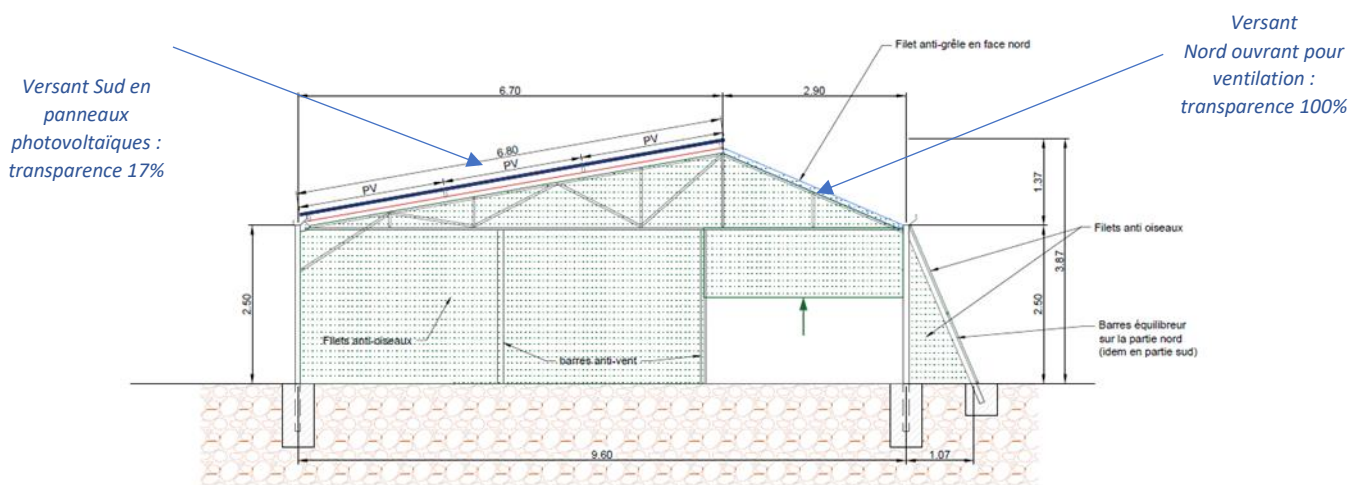 Versant
Nord ouvrant pour
ventilation :
transparence 100%
Filet anti-grêle en face nord
Versant Sud en
panneaux
photovoltaïques :
transparence 17%
6.70
2.90
6.80
PV
PV
PV
1.37
3.87
2.50
2.50
Filets anti oiseaux
Filets anti-oiseaux
barres anti-vent
Barres équilibreur
sur la partie nord
(idem en partie sud)
9.60
1.07